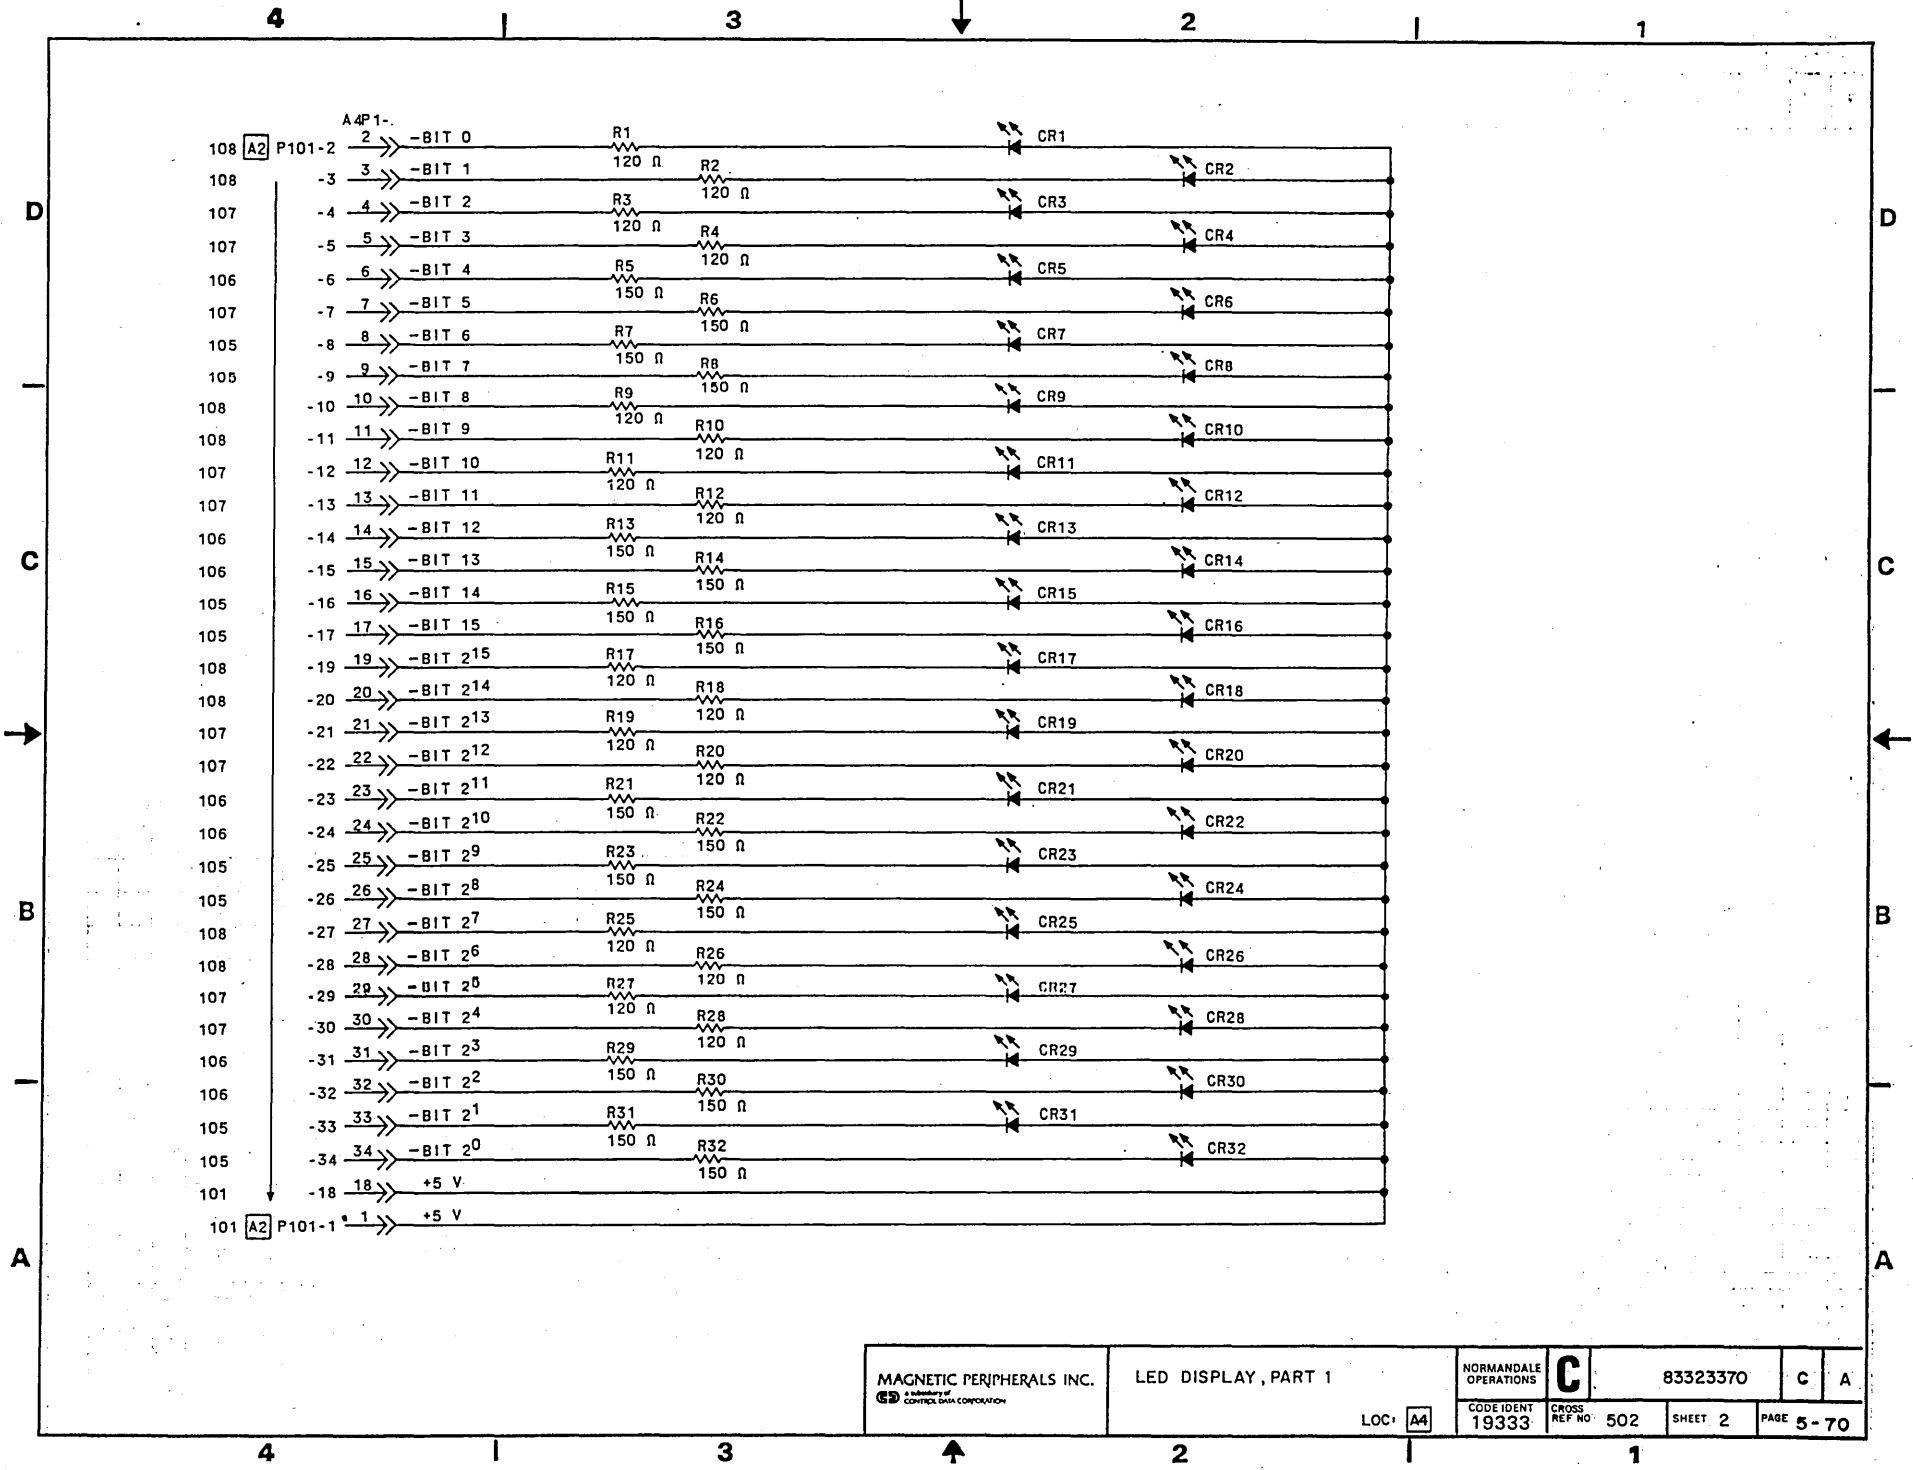 4 3 2 1
A4P1-
108 A2 P101-2 2 -BIT 0 R1 120 Ω CR1
108 -3 3 -BIT 1 R2 120 Ω CR2
D D
107 -4 4 -BIT 2 R3 120 Ω CR3
107 -5 5 -BIT 3 R4 120 Ω CR4
106 -6 6 -BIT 4 R5 150 Ω CR5
107 -7 7 -BIT 5 R6 150 Ω CR6
105 -8 8 -BIT 6 R7 150 Ω CR7
105 -9 9 -BIT 7 R8 150 Ω CR8
108 -10 10 -BIT 8 R9 120 Ω CR9
108 -11 11 -BIT 9 R10 120 Ω CR10
107 -12 12 -BIT 10 R11 120 Ω CR11
107 -13 13 -BIT 11 R12 120 Ω CR12
106 -14 14 -BIT 12 R13 150 Ω CR13
C C
106 -15 15 -BIT 13 R14 150 Ω CR14
105 -16 16 -BIT 14 R15 150 Ω CR15
105 -17 17 -BIT 15 R16 150 Ω CR16
108 -19 19 -BIT 2^15 R17 120 Ω CR17
108 -20 20 -BIT 2^14 R18 120 Ω CR18
107 -21 21 -BIT 2^13 R19 120 Ω CR19
107 -22 22 -BIT 2^12 R20 120 Ω CR20
106 -23 23 -BIT 2^11 R21 150 Ω CR21
106 -24 24 -BIT 2^10 R22 150 Ω CR22
105 -25 25 -BIT 2^9 R23 150 Ω CR23
105 -26 26 -BIT 2^8 R24 150 Ω CR24
B B
108 -27 27 -BIT 2^7 R25 120 Ω CR25
108 -28 28 -BIT 2^6 R26 120 Ω CR26
107 -29 29 -BIT 2^5 R27 120 Ω CR27
107 -30 30 -BIT 2^4 R28 120 Ω CR28
106 -31 31 -BIT 2^3 R29 150 Ω CR29
106 -32 32 -BIT 2^2 R30 150 Ω CR30
105 -33 33 -BIT 2^1 R31 150 Ω CR31
105 -34 34 -BIT 2^0 R32 150 Ω CR32
101 -18 18 +5 V
101 A2 P101-1 1 +5 V
A A
MAGNETIC PERIPHERALS INC.
a subsidiary of
CONTROL DATA CORPORATION
LED DISPLAY, PART 1
LOC: A4
NORMANDALE
OPERATIONS
C 83323370 C A
CODE IDENT
19333
CROSS
REF NO 502
SHEET 2
PAGE 5-70
4 3 2 1